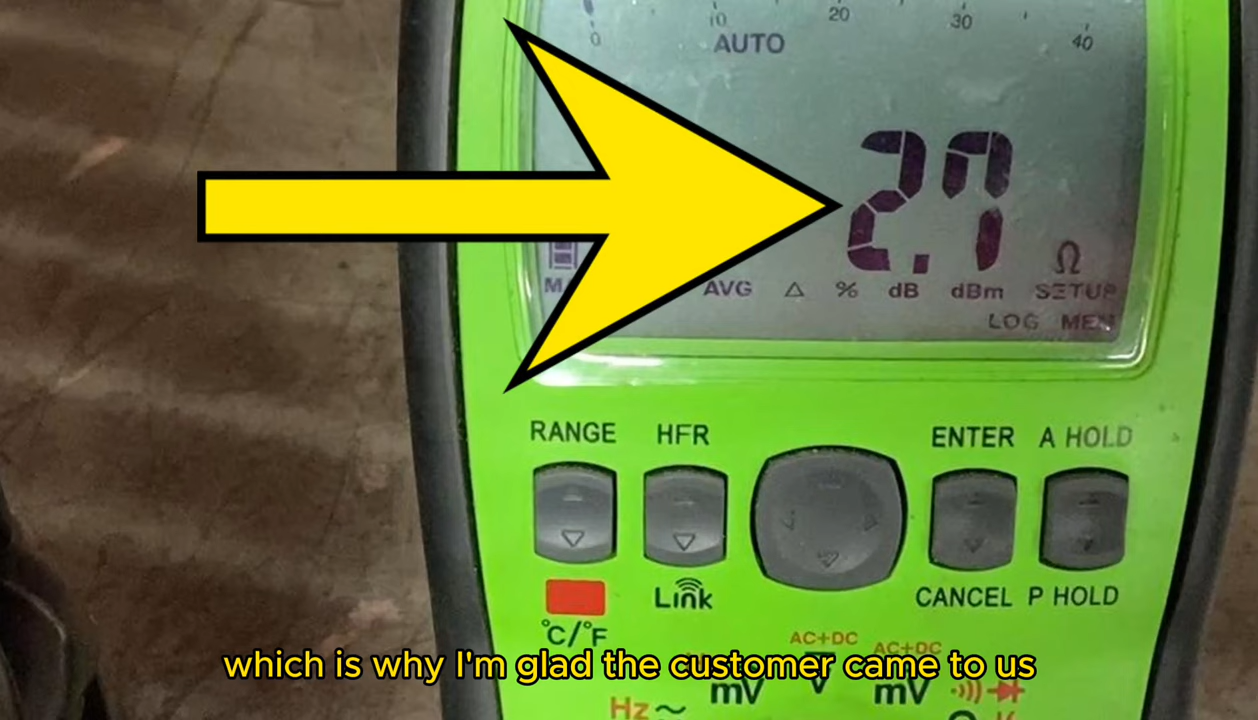 0 10 20 30 40
AUTO
2.7 Ω
AVG △ % dB dBm SETUP
LOG MEM
RANGE HFR ENTER A HOLD
Link CANCEL P HOLD
°C/°F
AC+DC AC+DC
which is why I'm glad the customer came to us
mV V mV
Hz